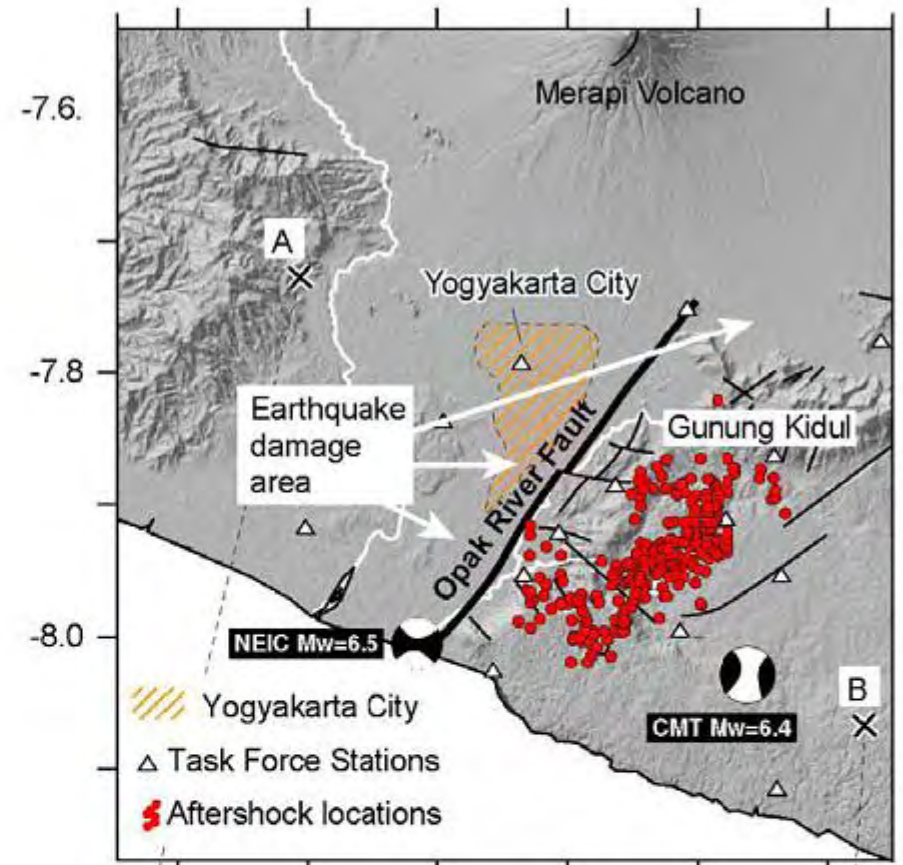 -7.6.
Merapi Volcano
A
Yogyakarta City
-7.8
Earthquake
damage
area
Gunung Kidul
Opak River Fault
-8.0
NEIC Mw=6.5
B
CMT Mw=6.4
Yogyakarta City
Task Force Stations
Aftershock locations